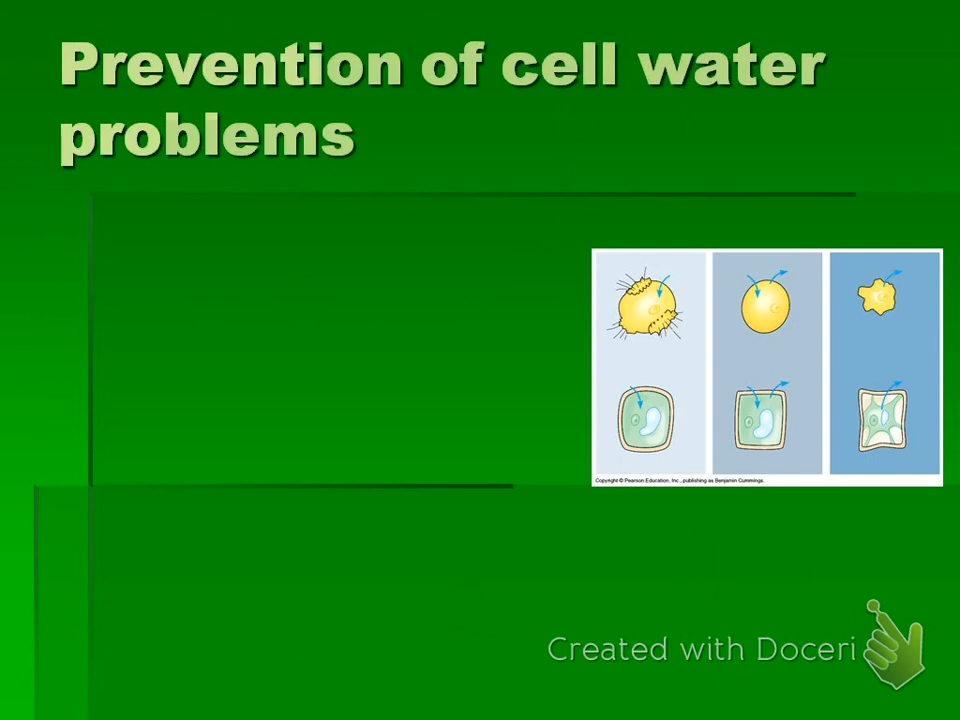 Prevention of cell water
problems
Copyright © Pearson Education, Inc., publishing as Benjamin Cummings.
Created with Doceri